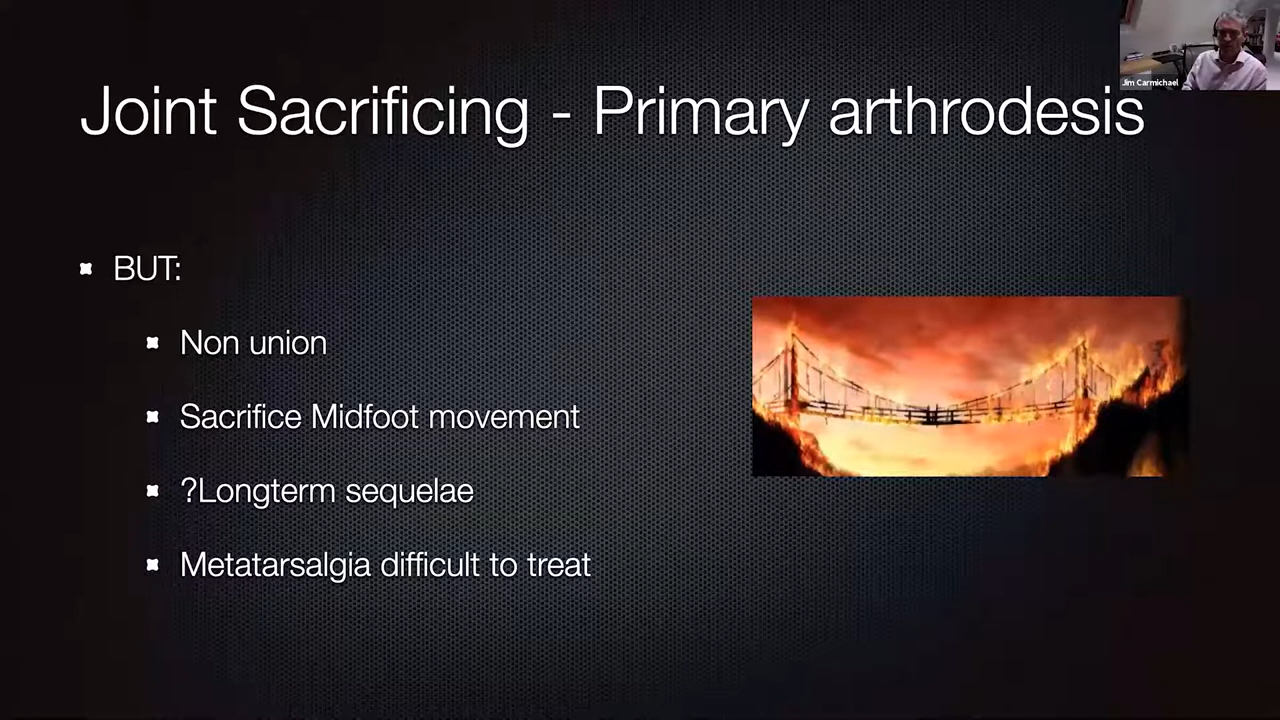 Jim Carmichael
Joint Sacrificing - Primary arthrodesis
BUT:
Non union
Sacrifice Midfoot movement
?Longterm sequelae
Metatarsalgia difficult to treat